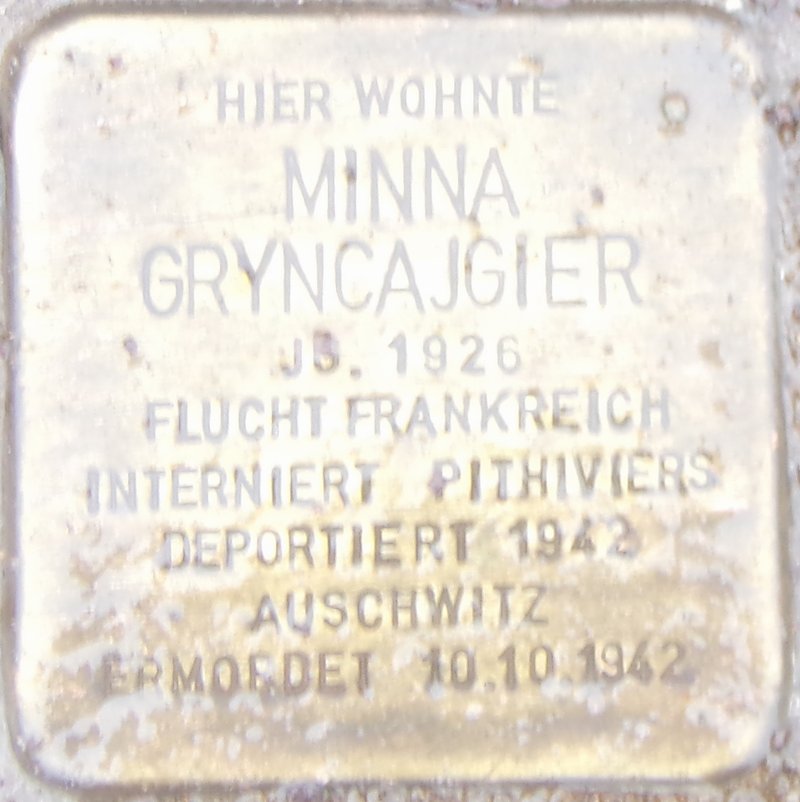 HIER WOHNTE
MINNA
GRYNCAJGIER
JG. 1926
FLUCHT FRANKREICH
INTERNIERT PITHIVIERS
DEPORTIERT 1942
AUSCHWITZ
ERMORDET 10.10.1942